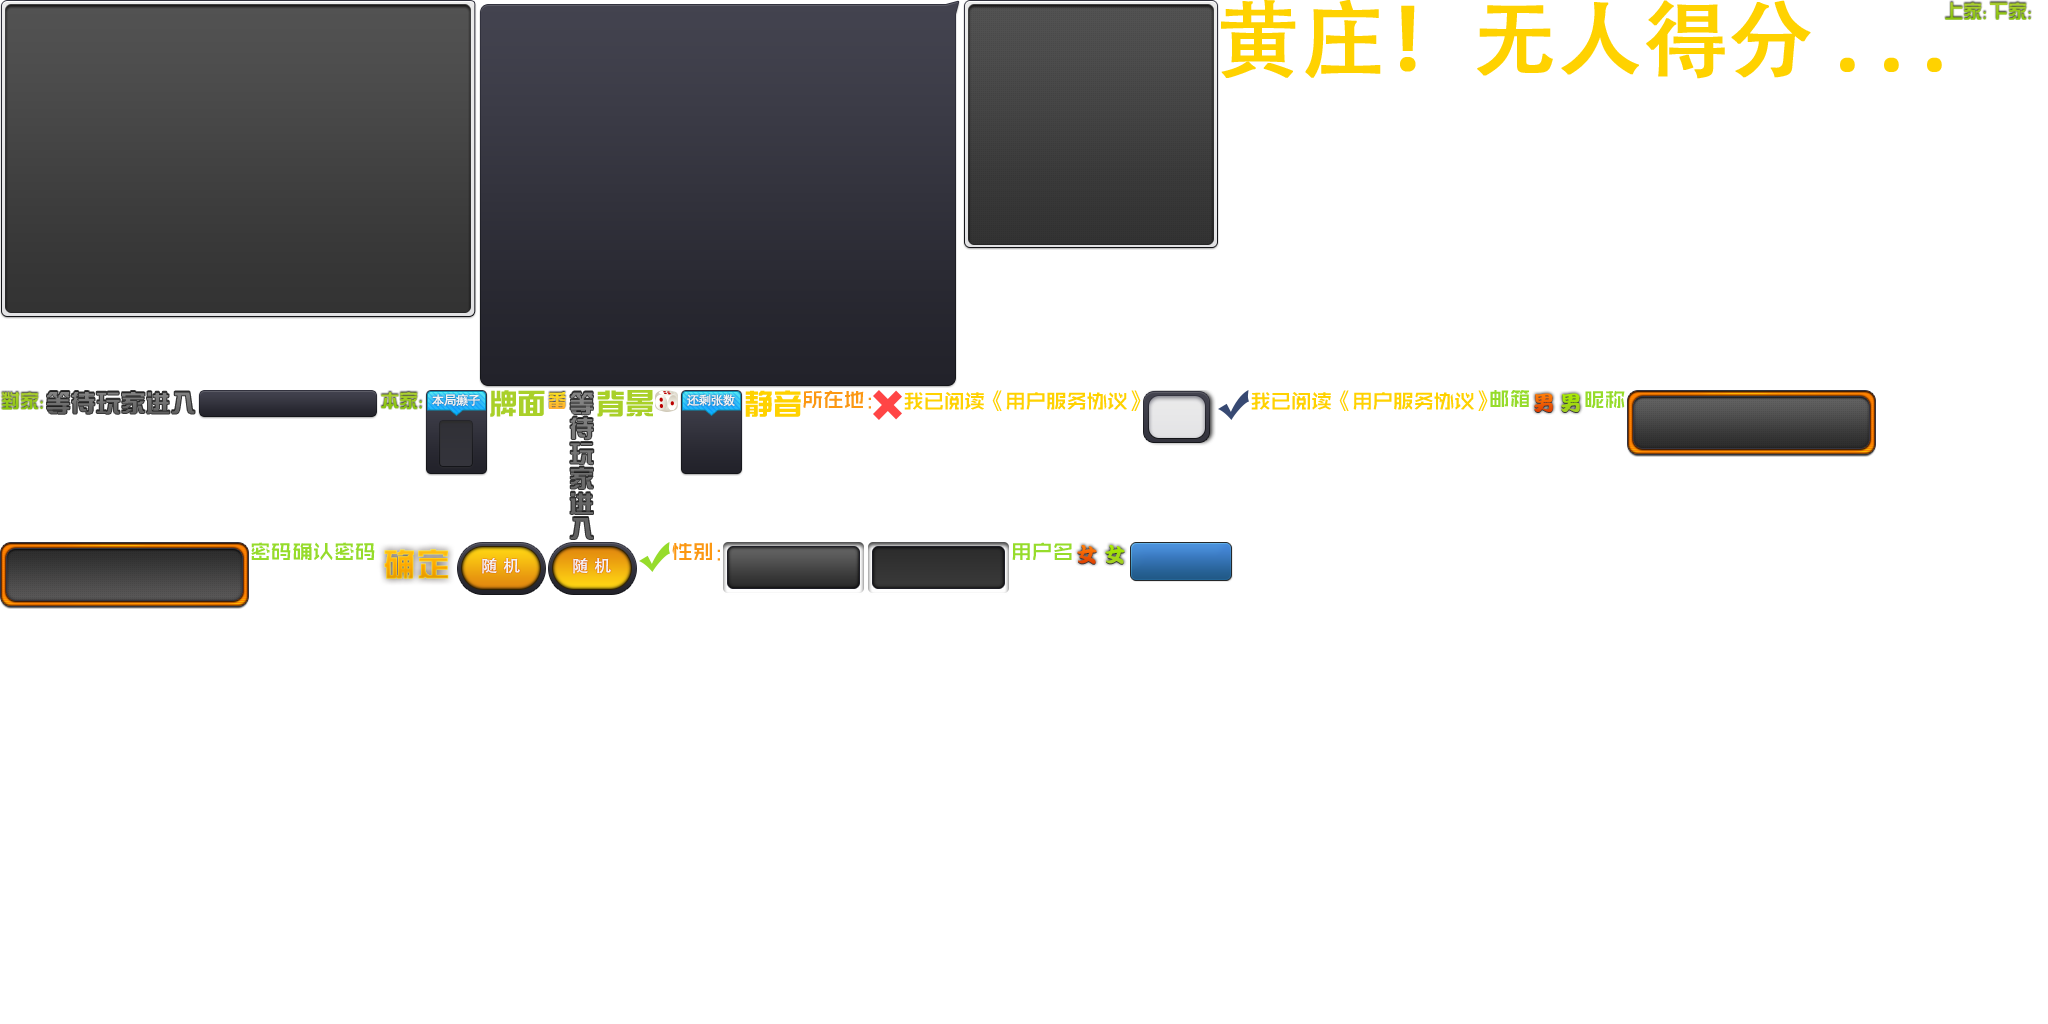 黄庄！无人得分...
上家:
下家:
對家:
等待玩家进入
本家:
本局癞子
牌面
番
等待玩家进入
背景
还剩张数
静音
所在地:
我已阅读《用户服务协议》
我已阅读《用户服务协议》
邮箱
男
男
昵称
密码
确认密码
确定
随机
随机
性别:
用户名
女
女